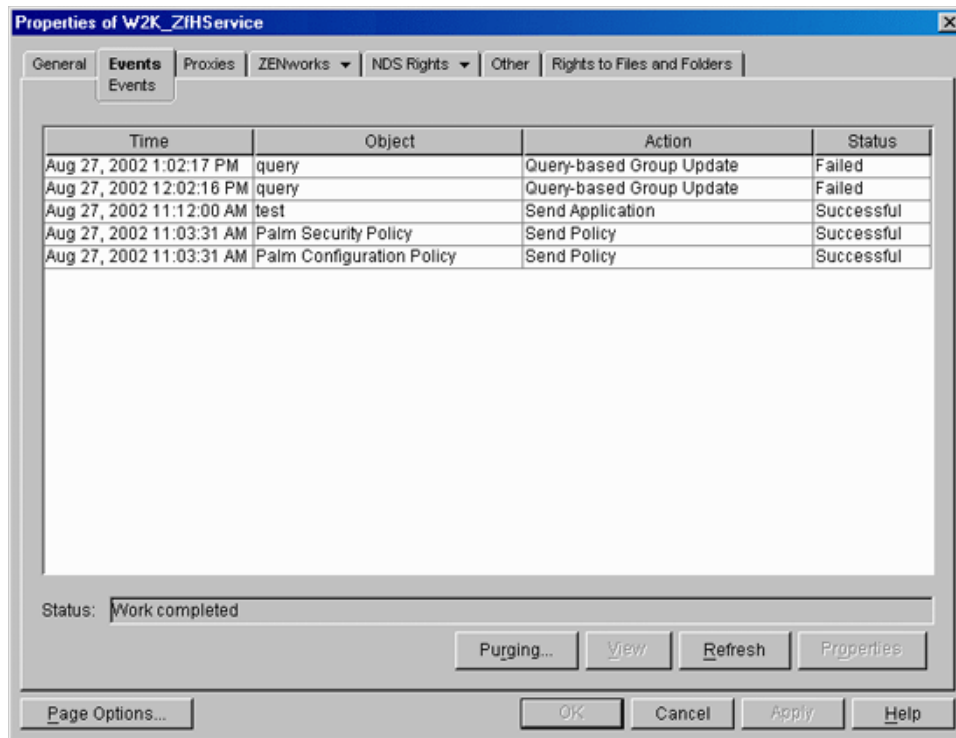 Properties of W2K_ZfHService
General Events Proxies ZENworks NDS Rights Other Rights to Files and Folders
Events
Time Object Action Status
Aug 27, 2002 1:02:17 PM query Query-based Group Update Failed
Aug 27, 2002 12:02:16 PM query Query-based Group Update Failed
Aug 27, 2002 11:12:00 AM test Send Application Successful
Aug 27, 2002 11:03:31 AM Palm Security Policy Send Policy Successful
Aug 27, 2002 11:03:31 AM Palm Configuration Policy Send Policy Successful
Status: Work completed
Purging... View Refresh Properties
Page Options... OK Cancel Apply Help